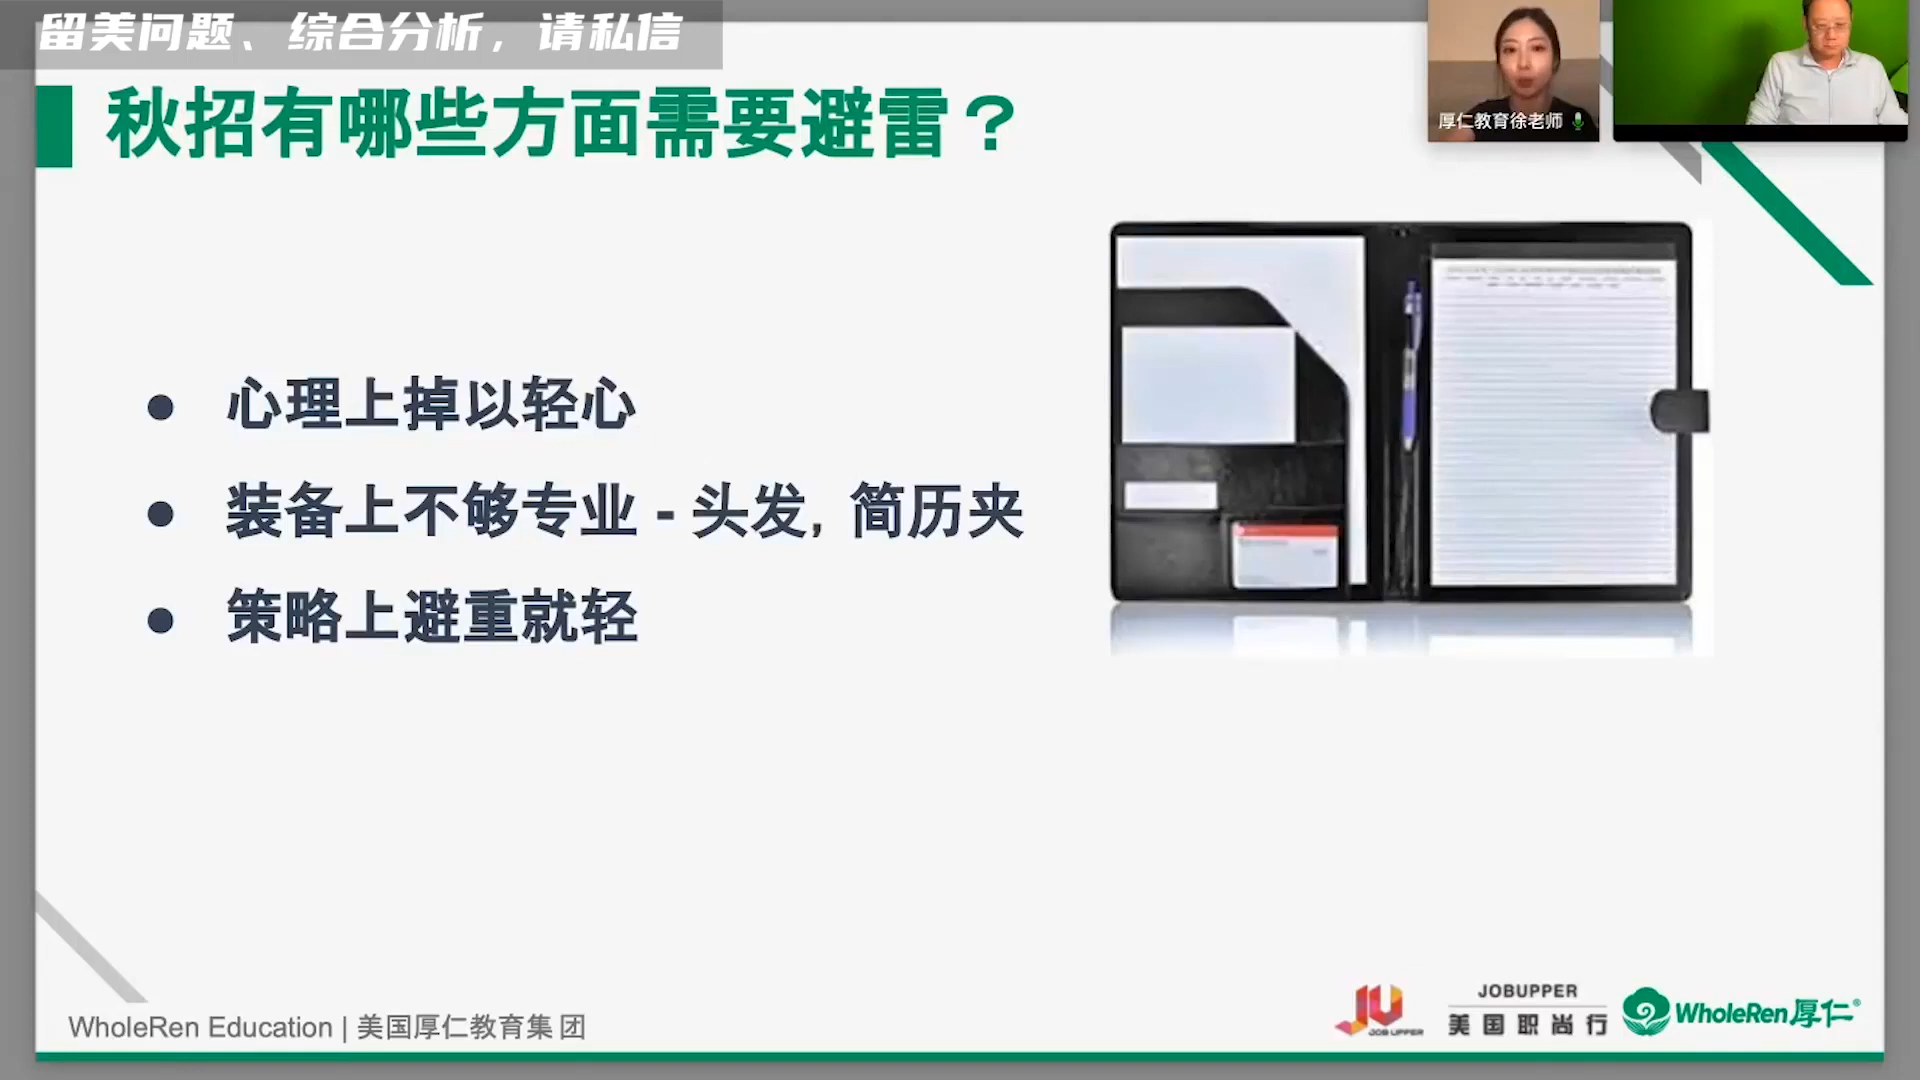 留美问题、综合分析，请私信
秋招有哪些方面需要避雷？
厚仁教育徐老师
● 心理上掉以轻心
● 装备上不够专业 - 头发, 简历夹
● 策略上避重就轻
WholeRen Education | 美国厚仁教育集团
JU
JOB UPPER
JOBUPPER
美国职尚行
WholeRen厚仁®